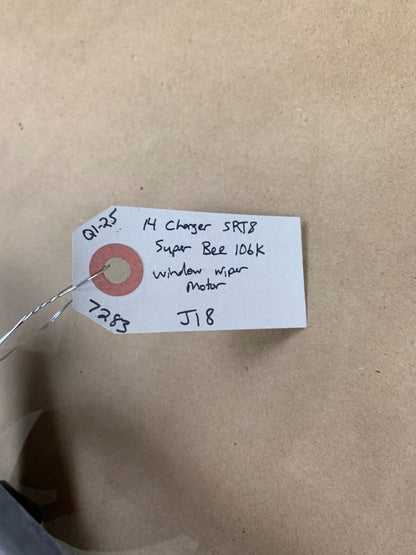 Q1-25
14 Charger SRT8
Super Bee 106K
window wiper
motor
J18
7283